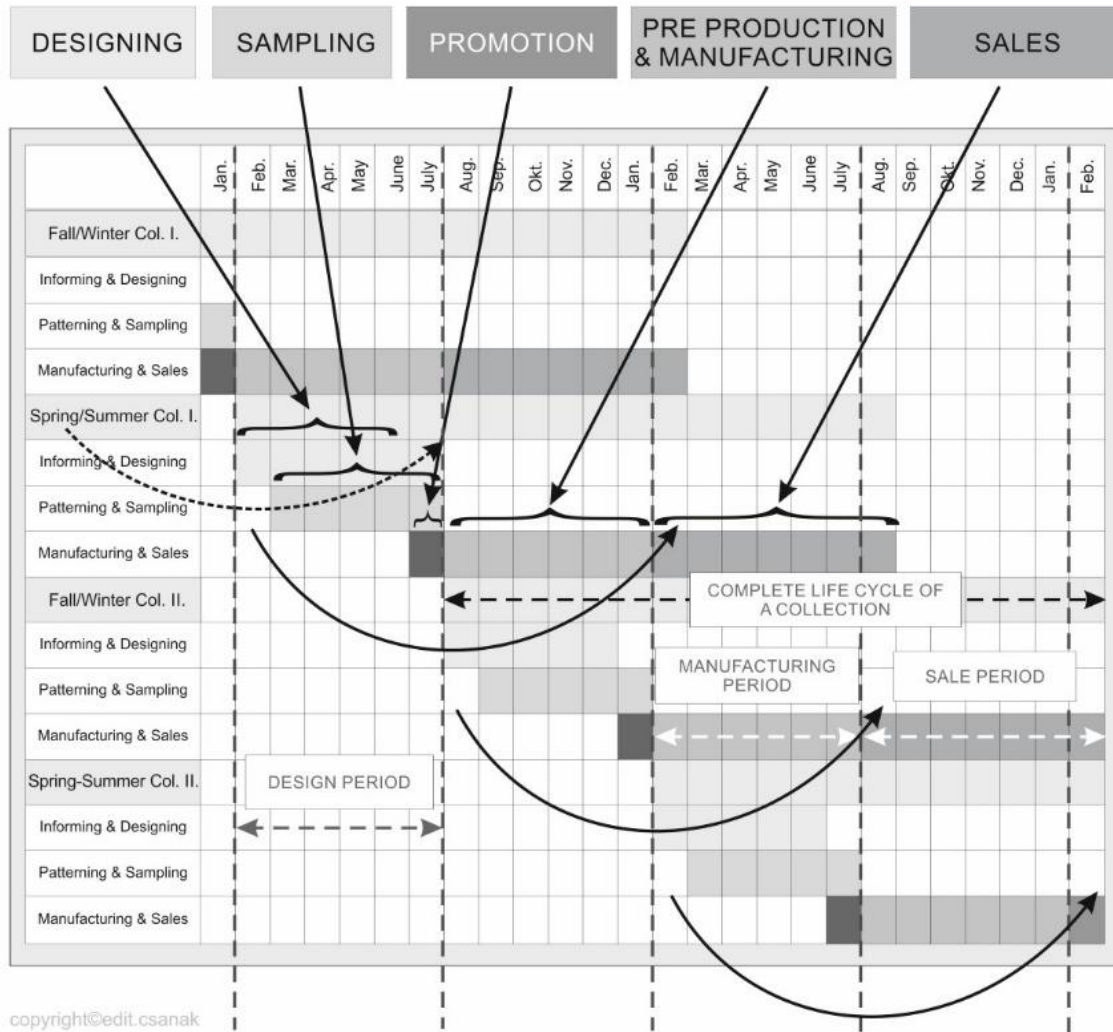 DESIGNING
SAMPLING
PROMOTION
PRE PRODUCTION
& MANUFACTURING
SALES
Jan. Feb. Mar. Apr. May June July Aug. Sep. Okt. Nov. Dec. Jan. Feb. Mar. Apr. May June July Aug. Sep. Okt. Nov. Dec. Jan. Feb.
Fall/Winter Col. I.
Informing & Designing
Patterning & Sampling
Manufacturing & Sales
Spring/Summer Col. I.
Informing & Designing
Patterning & Sampling
Manufacturing & Sales
Fall/Winter Col. II.
COMPLETE LIFE CYCLE OF
A COLLECTION
Informing & Designing
Patterning & Sampling
MANUFACTURING
PERIOD
SALE PERIOD
Manufacturing & Sales
Spring-Summer Col. II.
DESIGN PERIOD
Informing & Designing
Patterning & Sampling
Manufacturing & Sales
copyright©edit.csanak